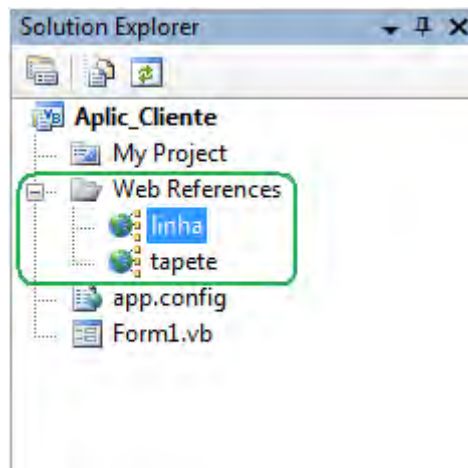 Solution Explorer
Aplic_Cliente
My Project
Web References
linha
tapete
app.config
Form1.vb